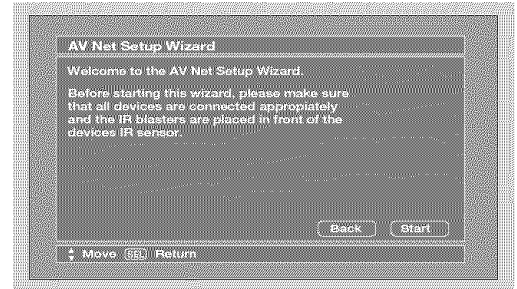 AV Net Setup Wizard
Welcome to the AV Net Setup Wizard.
Before starting this wizard, please make sure
that all devices are connected appropiately
and the IR blasters are placed in front of the
devices IR sensor.
Back Start
Move SEL Return